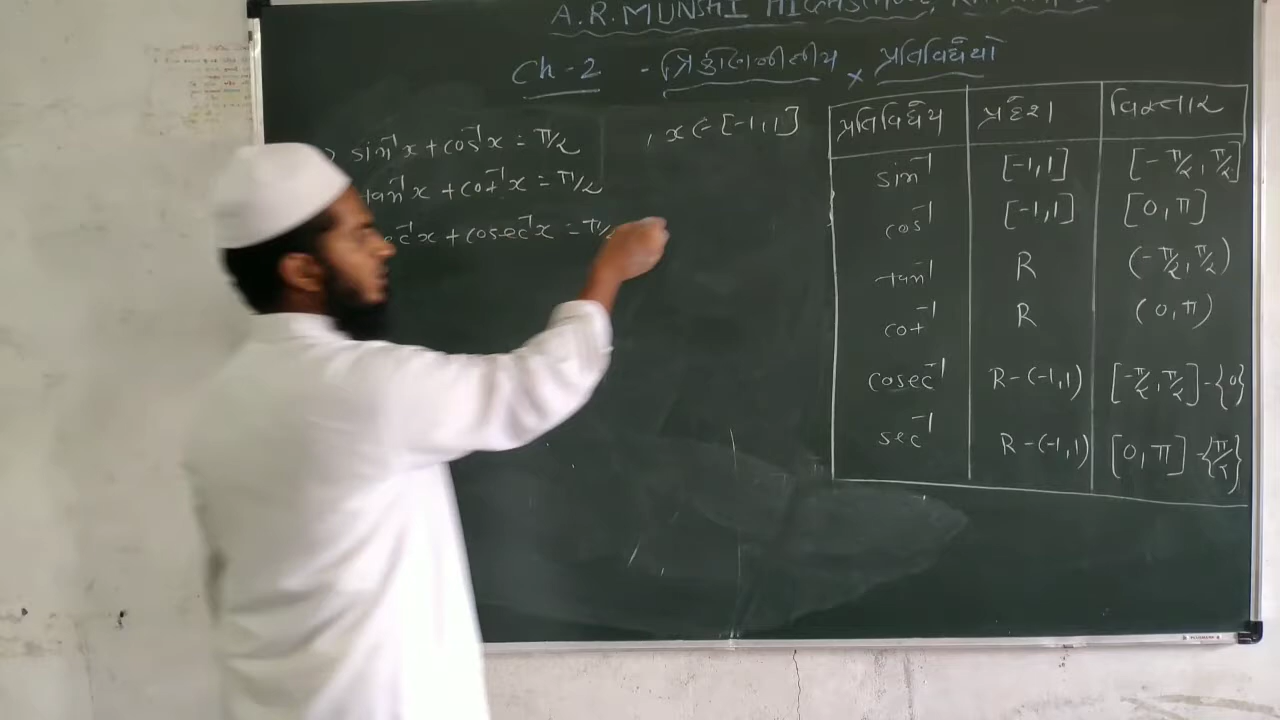 A.R. MUNSHI
Ch-2 - ત્રિકોણમિતીય પ્રતિવિધેયો
sin⁻¹x + cos⁻¹x = π/2 , x ∈ [-1,1]
tan⁻¹x + cot⁻¹x = π/2
sec⁻¹x + cosec⁻¹x = π/2
પ્રતિવિધેય પ્રદેશ વિસ્તાર
sin⁻¹ [-1,1] [-π/2, π/2]
cos⁻¹ [-1,1] [0, π]
tan⁻¹ R (-π/2, π/2)
cot⁻¹ R (0, π)
cosec⁻¹ R-(-1,1) [-π/2, π/2]-{0}
sec⁻¹ R-(-1,1) [0, π]-{π/2}